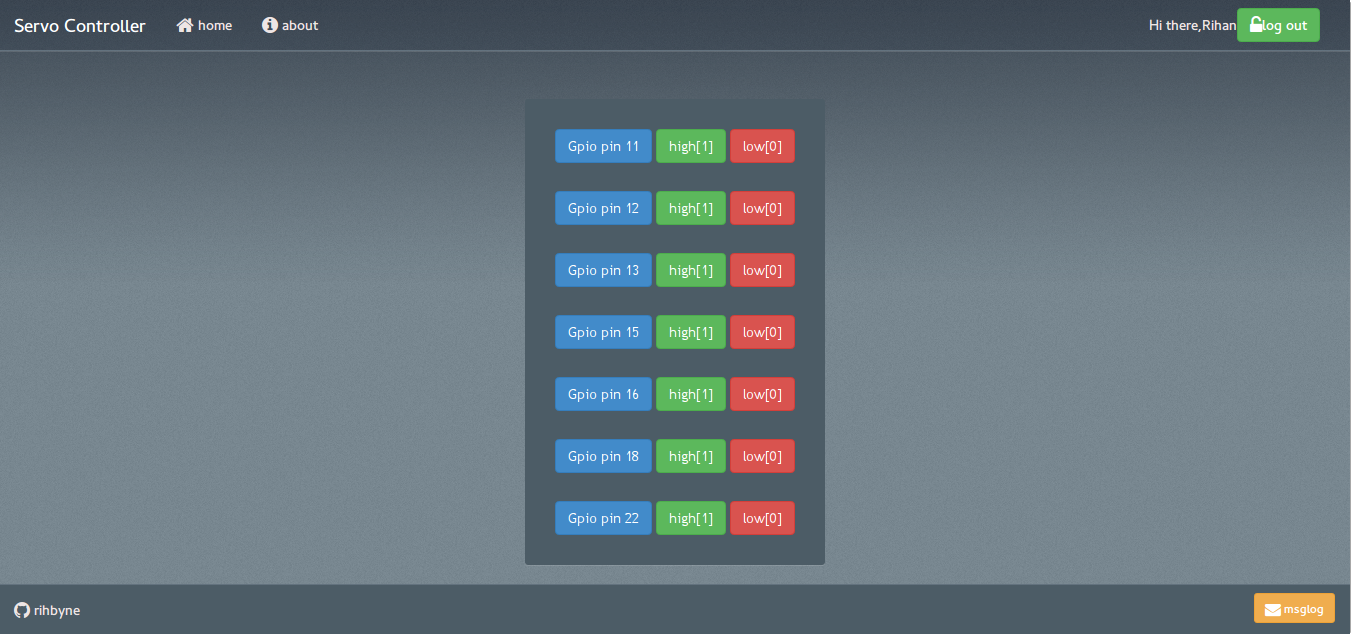 Servo Controller home about Hi there,Rihan log out
Gpio pin 11 high[1] low[0]
Gpio pin 12 high[1] low[0]
Gpio pin 13 high[1] low[0]
Gpio pin 15 high[1] low[0]
Gpio pin 16 high[1] low[0]
Gpio pin 18 high[1] low[0]
Gpio pin 22 high[1] low[0]
rihbyne msglog